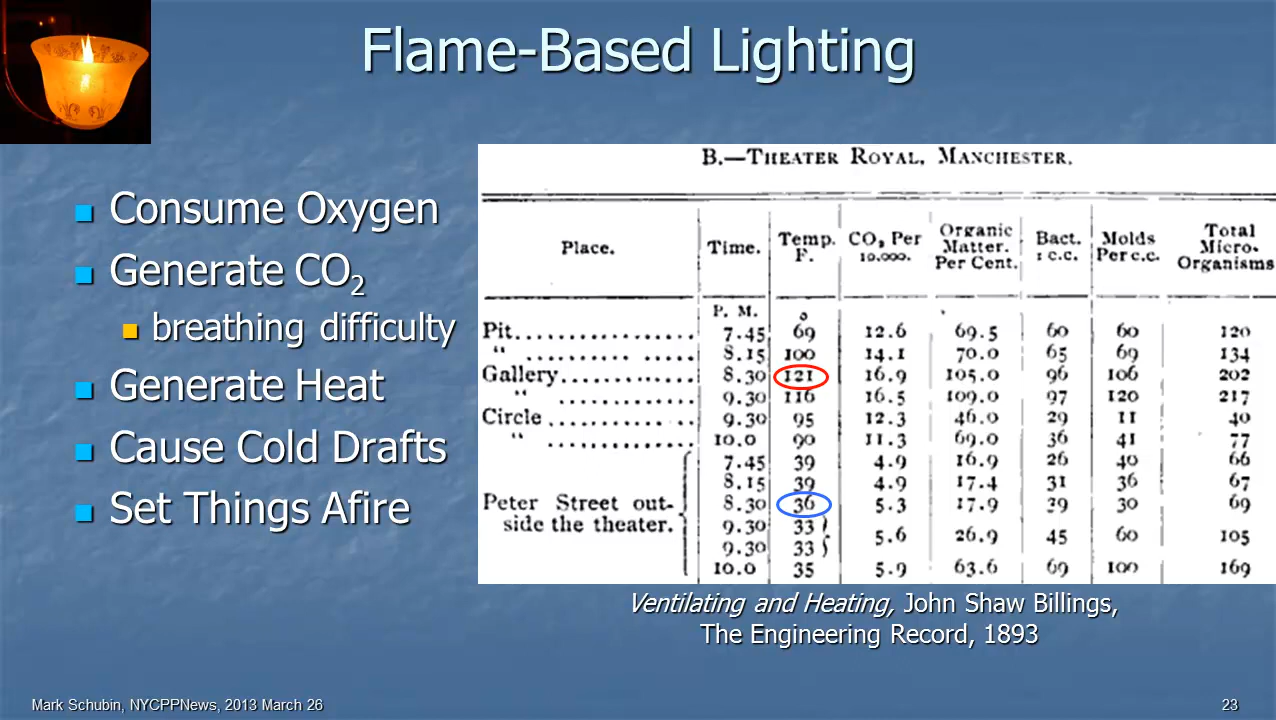 Flame-Based Lighting
Consume Oxygen
Generate CO2
breathing difficulty
Generate Heat
Cause Cold Drafts
Set Things Afire
B.—THEATER ROYAL, MANCHESTER.
Place. Time. Temp. F. CO2 Per 10.000. Organic Matter. Per Cent. Bact. 1 c.c. Molds Per c.c. Total Micro-Organisms
P. M. °
Pit.................. 7.45 69 12.6 69.5 60 60 120
“ .................. 8.15 100 14.1 70.0 65 69 134
Gallery.............. 8.30 121 16.9 105.0 96 106 202
“ .............. 9.30 116 16.5 109.0 97 120 217
Circle ............... 9.30 95 12.3 46.0 29 11 40
“ ............... 10.0 90 11.3 69.0 36 41 77
7.45 39 4.9 16.9 26 40 66
8.15 39 4.9 17.4 31 36 67
Peter Street out- 8.30 36 5.3 17.9 39 30 69
side the theater. 9.30 33 } 5.6 26.9 45 60 105
9.30 33
10.0 35 5.9 63.6 69 100 169
Ventilating and Heating, John Shaw Billings,
The Engineering Record, 1893
Mark Schubin, NYCPPNews, 2013 March 26
23